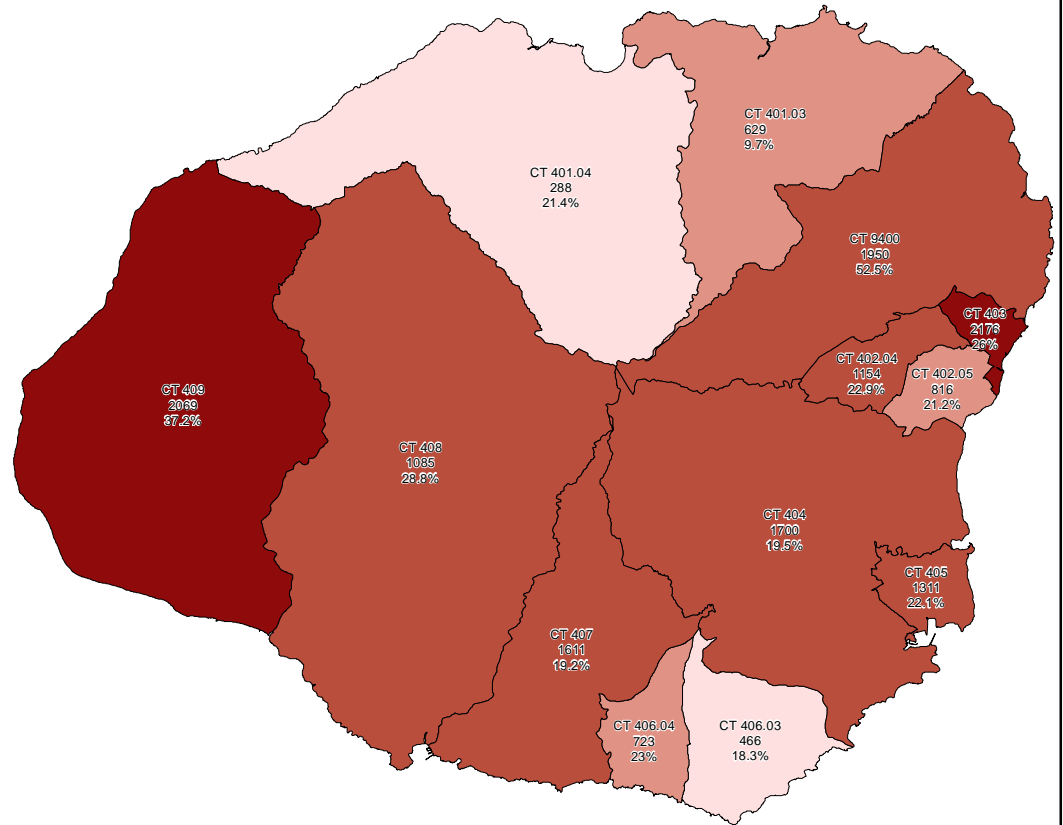 CT 401.03
629
9.7%
CT 401.04
288
21.4%
CT 9400
1950
52.5%
CT 403
2176
26%
CT 402.04
1154
22.9%
CT 402.05
816
21.2%
CT 409
2069
37.2%
CT 408
1085
28.8%
CT 404
1700
19.5%
CT 405
1311
22.1%
CT 407
1611
19.2%
CT 406.04
723
23%
CT 406.03
466
18.3%